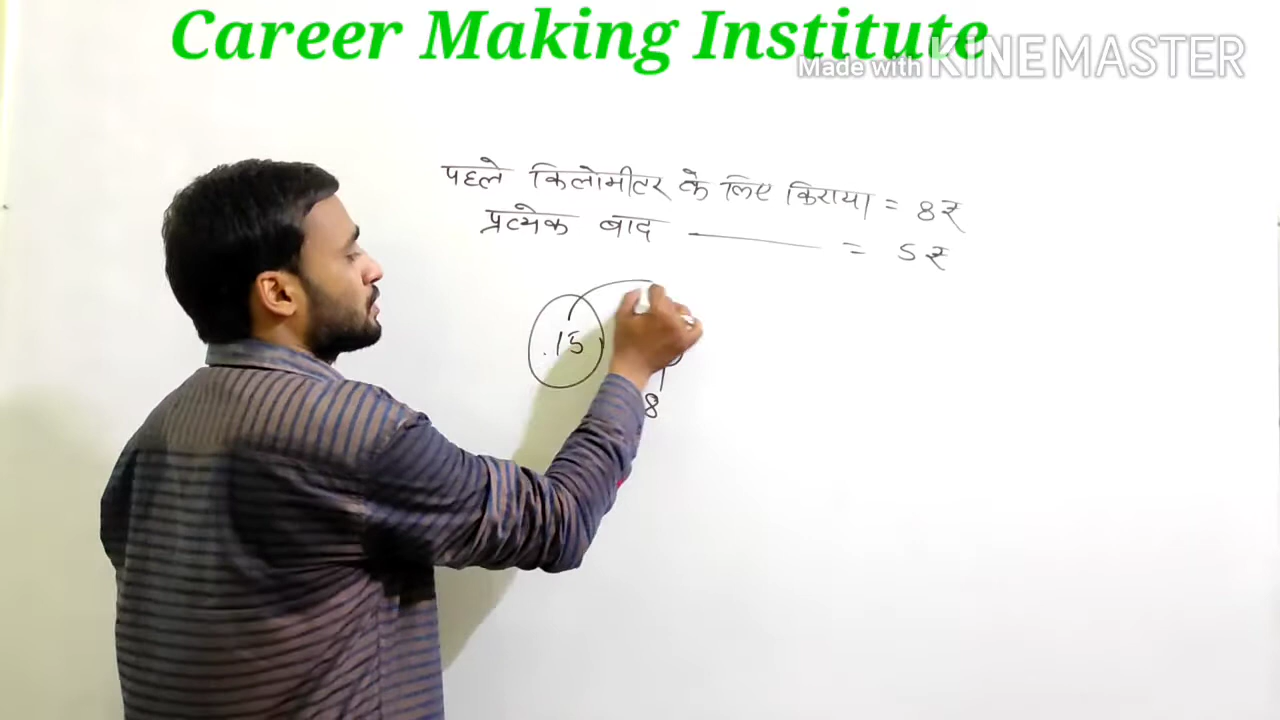 Career Making Institute
Made with KINEMASTER
पहले किलोमीटर के लिए किराया = 8₹
प्रत्येक बाद ——— = 5₹
.15
8